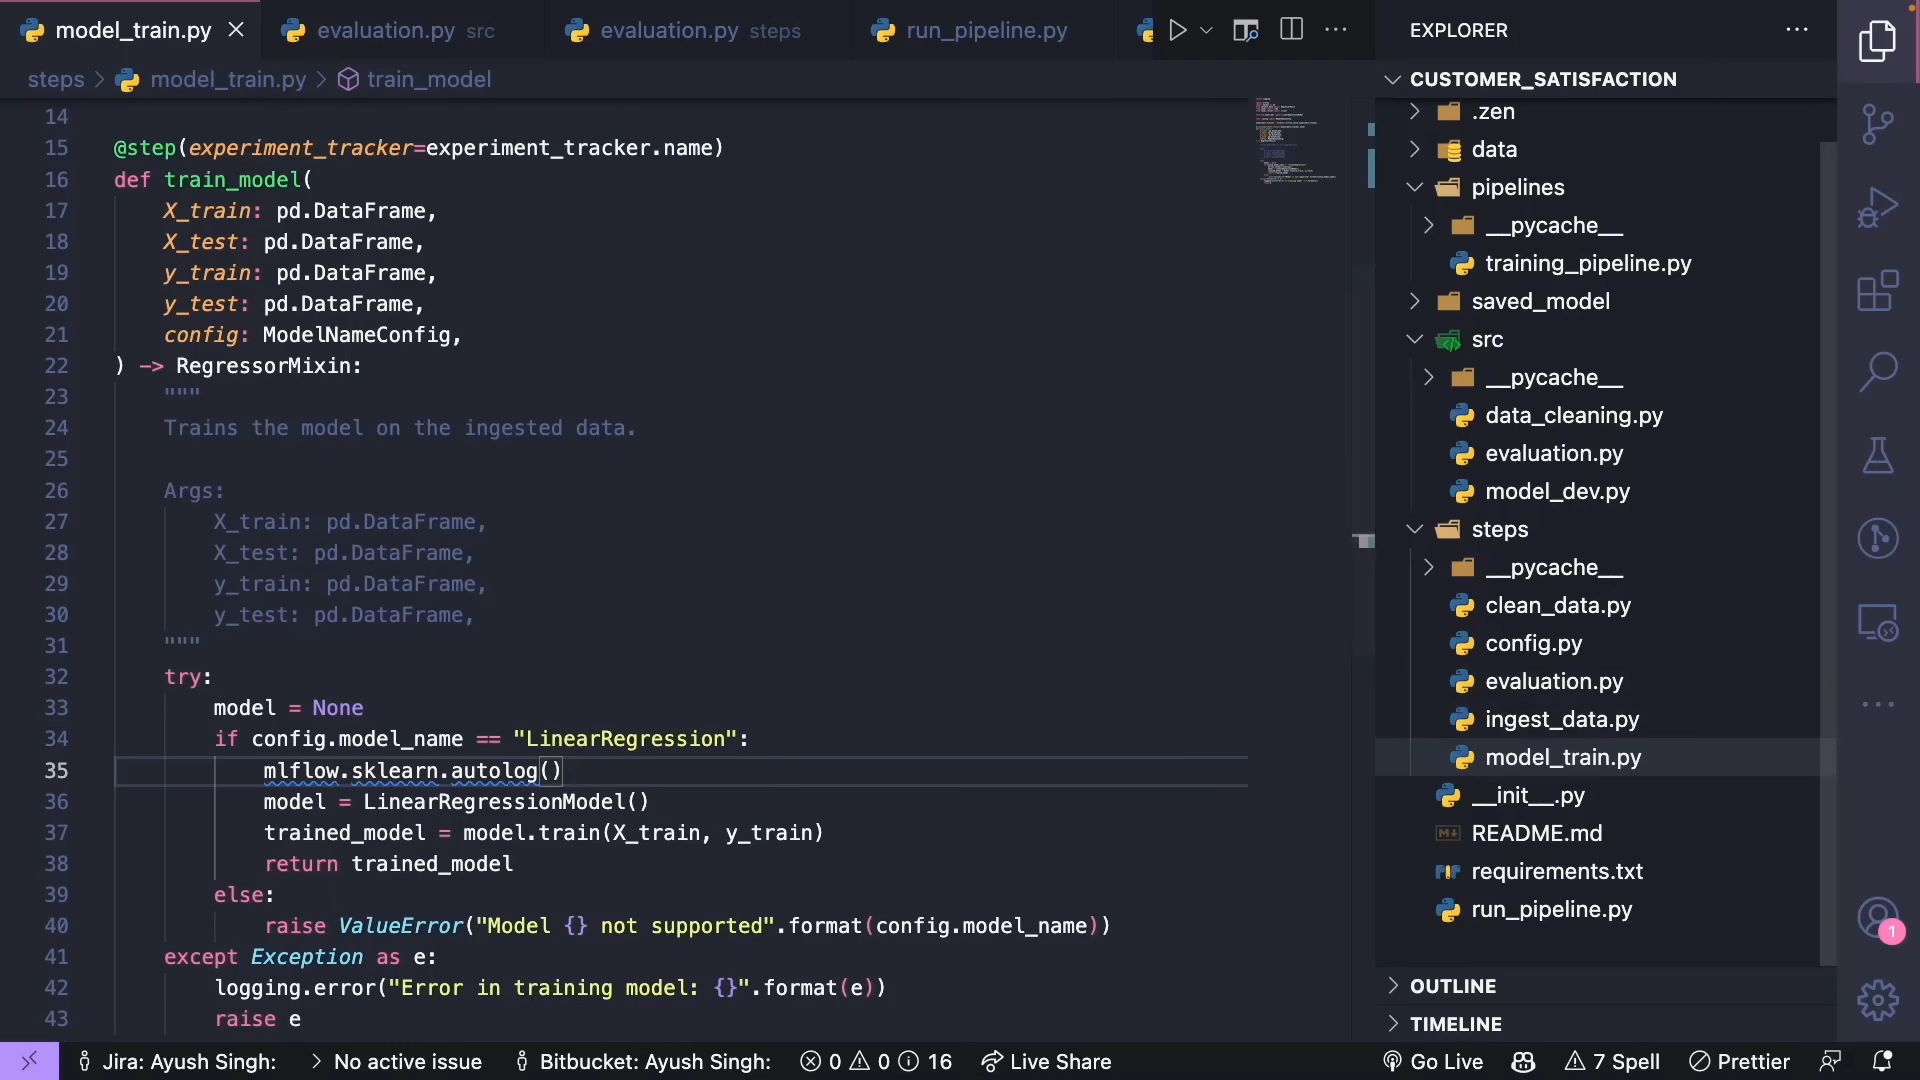 model_train.py
evaluation.py src
evaluation.py steps
run_pipeline.py
steps > model_train.py > train_model
14
15 @step(experiment_tracker=experiment_tracker.name)
16 def train_model(
17 X_train: pd.DataFrame,
18 X_test: pd.DataFrame,
19 y_train: pd.DataFrame,
20 y_test: pd.DataFrame,
21 config: ModelNameConfig,
22 ) -> RegressorMixin:
23 """
24 Trains the model on the ingested data.
25
26 Args:
27 X_train: pd.DataFrame,
28 X_test: pd.DataFrame,
29 y_train: pd.DataFrame,
30 y_test: pd.DataFrame,
31 """
32 try:
33 model = None
34 if config.model_name == "LinearRegression":
35 mlflow.sklearn.autolog()
36 model = LinearRegressionModel()
37 trained_model = model.train(X_train, y_train)
38 return trained_model
39 else:
40 raise ValueError("Model {} not supported".format(config.model_name))
41 except Exception as e:
42 logging.error("Error in training model: {}".format(e))
43 raise e
EXPLORER
CUSTOMER_SATISFACTION
.zen
data
pipelines
__pycache__
training_pipeline.py
saved_model
src
__pycache__
data_cleaning.py
evaluation.py
model_dev.py
steps
__pycache__
clean_data.py
config.py
evaluation.py
ingest_data.py
model_train.py
__init__.py
README.md
requirements.txt
run_pipeline.py
OUTLINE
TIMELINE
1
Jira: Ayush Singh: > No active issue Bitbucket: Ayush Singh: 0 0 16 Live Share Go Live 7 Spell Prettier